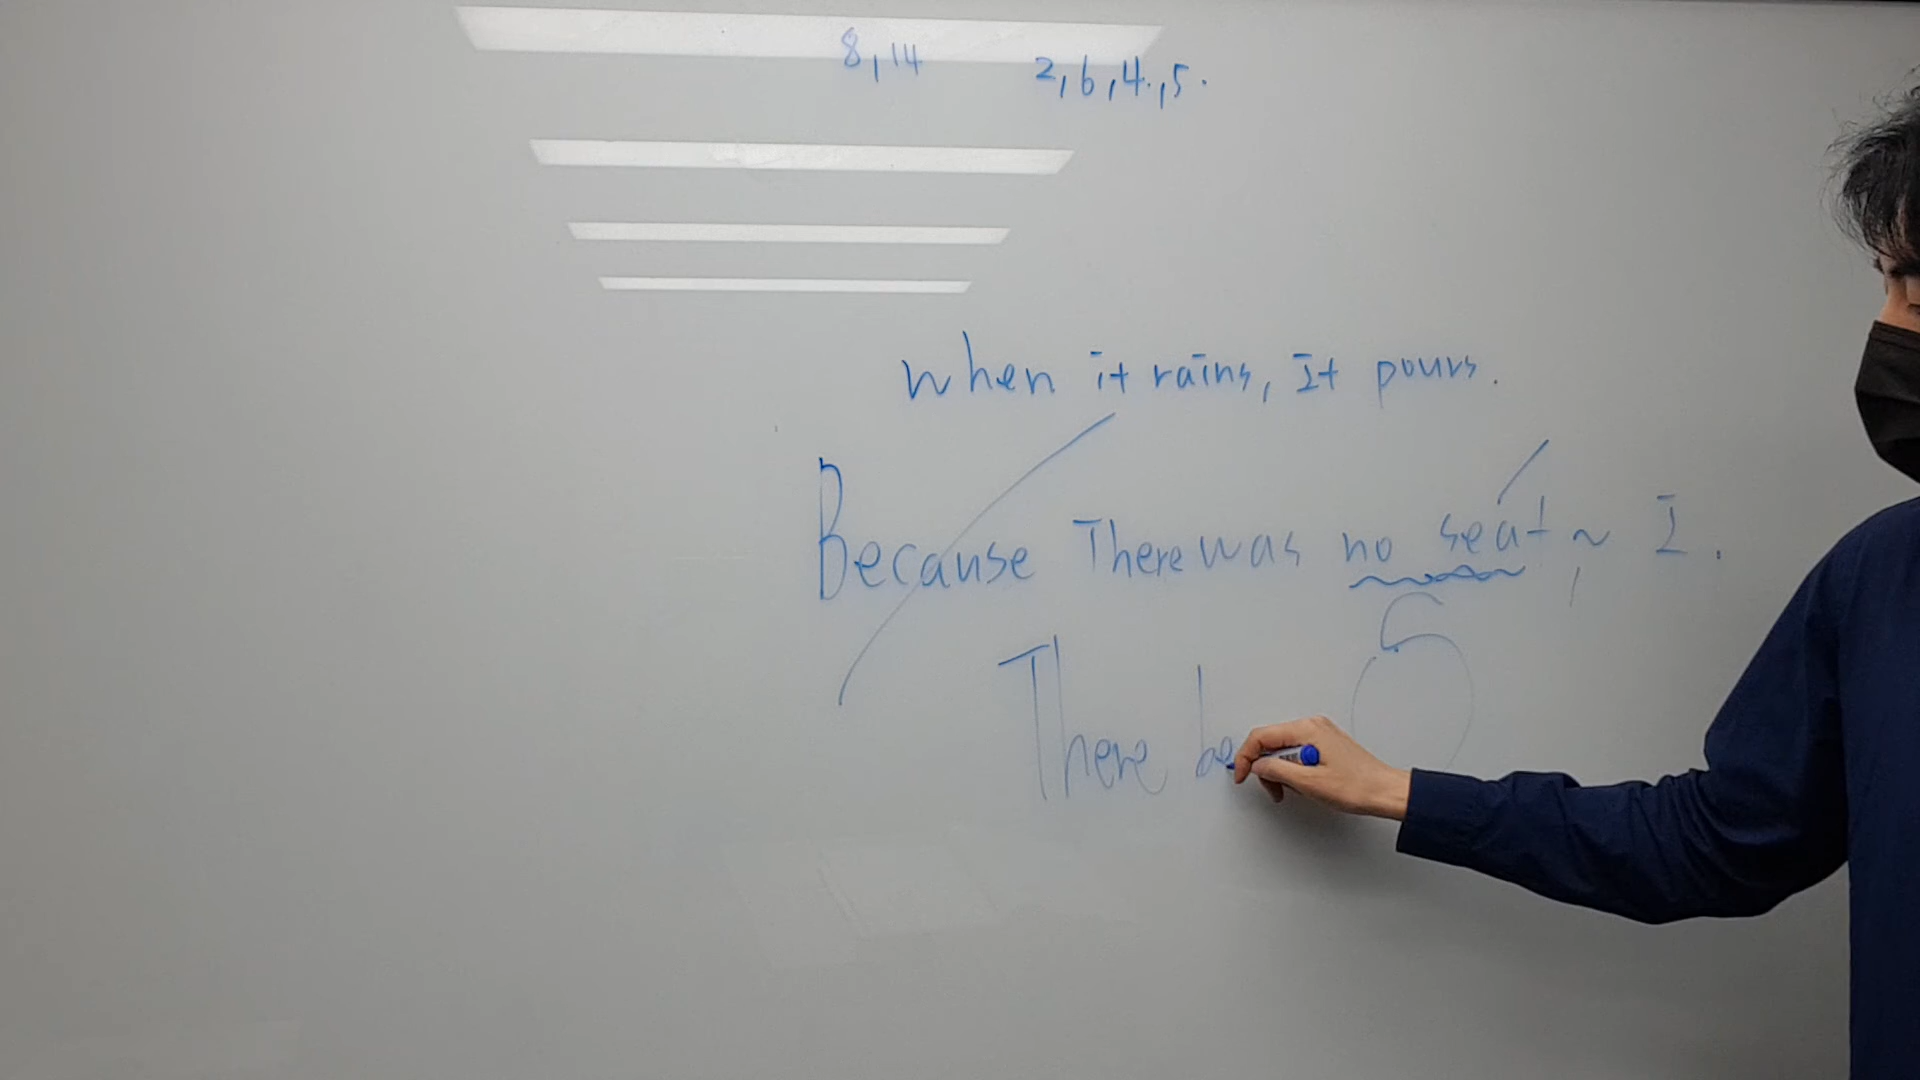 8, 14 2, 6, 4., 5.
when it rains, It pours.
Because There was no seat ~ I.
There be